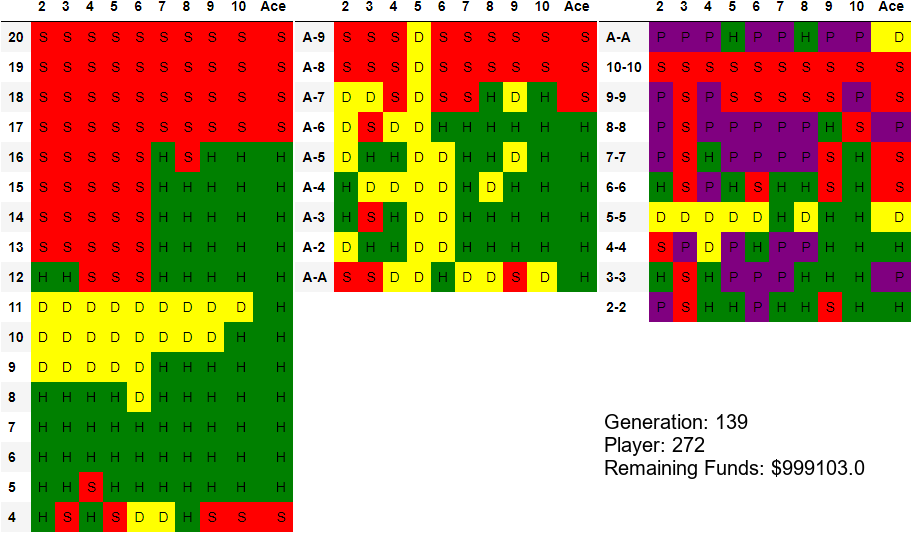 2 3 4 5 6 7 8 9 10 Ace
20 S S S S S S S S S S
19 S S S S S S S S S S
18 S S S S S S S S S S
17 S S S S S S S S S S
16 S S S S S H S H H H
15 S S S S S H H H H H
14 S S S S S H H H H H
13 S S S S S H H H H H
12 H H S S S H H H H H
11 D D D D D D D D D H
10 D D D D D D D D H H
9 D D D D D H H H H H
8 H H H H D H H H H H
7 H H H H H H H H H H
6 H H H H H H H H H H
5 H H S H H H H H H H
4 H S H S D D H S S S
2 3 4 5 6 7 8 9 10 Ace
A-9 S S S D S S S S S S
A-8 S S S D S S S S S S
A-7 D D S D S S H D H S
A-6 D S D D H H H H H H
A-5 D H H D D H H D H H
A-4 H D D D D H D H H H
A-3 H S H D D H H H H H
A-2 D H H D D H H H H H
A-A S S D D H D D S D H
2 3 4 5 6 7 8 9 10 Ace
A-A P P P H P P H P P D
10-10 S S S S S S S S S S
9-9 P S P S S S S S P S
8-8 P S P P P P P H S P
7-7 P S H P P P P S H S
6-6 H S P H S H H S H S
5-5 D D D D D H D H H D
4-4 S P D P H P P H H H
3-3 H S H P P P H H H P
2-2 P S H H P H H S H H
Generation: 139
Player: 272
Remaining Funds: $999103.0